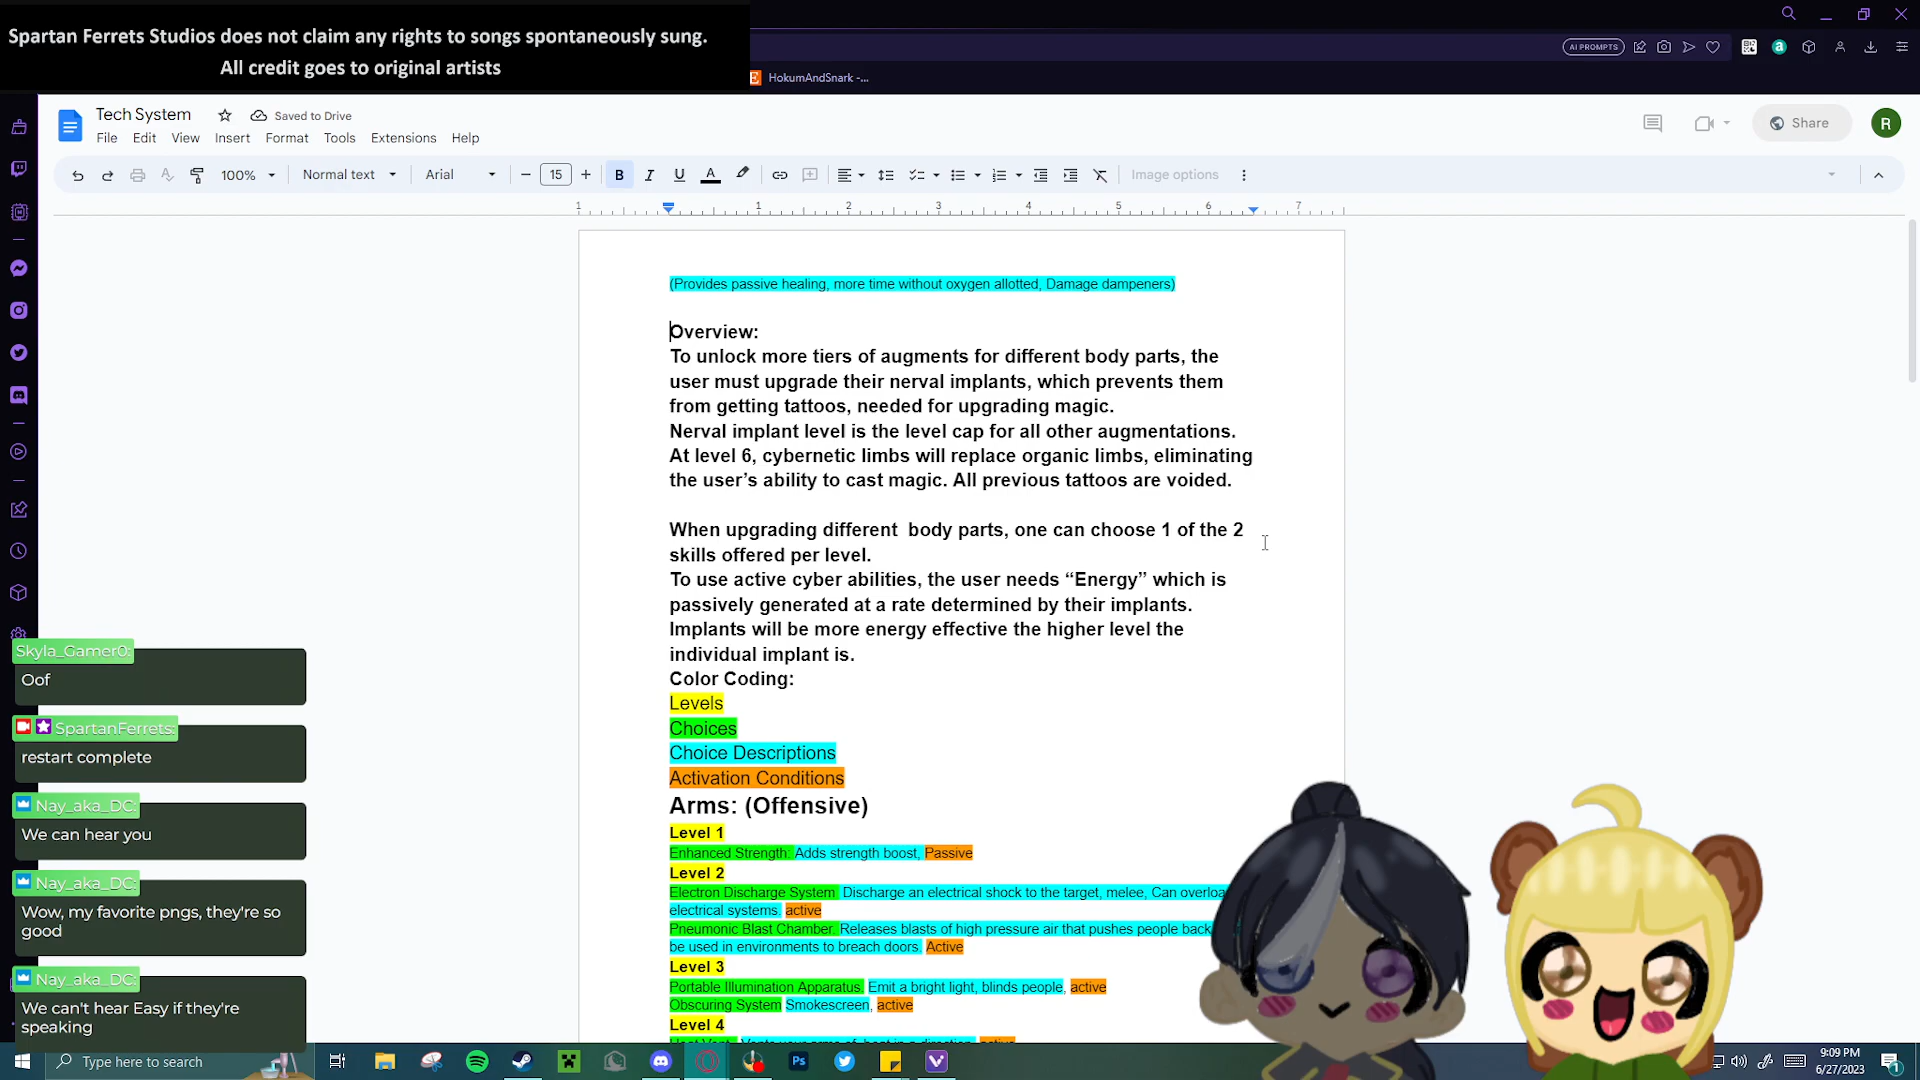 Spartan Ferrets Studios does not claim any rights to songs spontaneously sung.
All credit goes to original artists
AI PROMPTS
HokumAndSnark -...
Tech System
Saved to Drive
File Edit View Insert Format Tools Extensions Help
Share
R
100% Normal text Arial 15 B I U A Image options
1 1 2 3 4 5 6 7
(Provides passive healing, more time without oxygen allotted, Damage dampeners)
Overview:
To unlock more tiers of augments for different body parts, the
user must upgrade their nerval implants, which prevents them
from getting tattoos, needed for upgrading magic.
Nerval implant level is the level cap for all other augmentations.
At level 6, cybernetic limbs will replace organic limbs, eliminating
the user’s ability to cast magic. All previous tattoos are voided.
When upgrading different  body parts, one can choose 1 of the 2
skills offered per level.
To use active cyber abilities, the user needs “Energy” which is
passively generated at a rate determined by their implants.
Implants will be more energy effective the higher level the
individual implant is.
Color Coding:
Levels
Choices
Choice Descriptions
Activation Conditions
Arms: (Offensive)
Level 1
Enhanced Strength: Adds strength boost, Passive
Level 2
Electron Discharge System: Discharge an electrical shock to the target, melee, Can
electrical systems. active
Pneumonic Blast Chamber: Releases blasts of high pressure air that pushes people back
be used in environments to breach doors. Active
Level 3
Portable Illumination Apparatus: Emit a bright light, blinds people, active
Obscuring System Smokescreen, active
Level 4
Skyla_Gamer0:
Oof
SpartanFerrets:
restart complete
Nay_aka_DC:
We can hear you
Nay_aka_DC:
Wow, my favorite pngs, they're so
good
Nay_aka_DC:
We can't hear Easy if they're
speaking
Type here to search
Ps
9:09 PM
6/27/2023
1